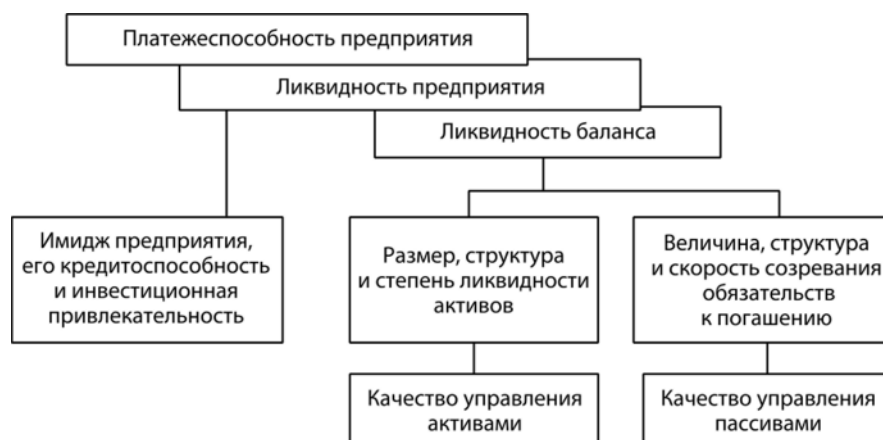 Платежеспособность предприятия
Ликвидность предприятия
Ликвидность баланса
Имидж предприятия,
его кредитоспособность
и инвестиционная
привлекательность
Размер, структура
и степень ликвидности
активов
Величина, структура
и скорость созревания
обязательств
к погашению
Качество управления
активами
Качество управления
пассивами